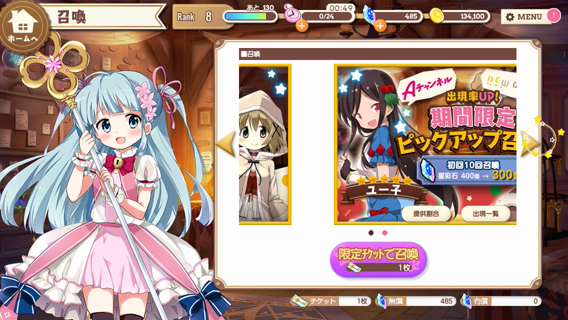 召喚
ホームへ
Rank 8
あと 130
00:49
0/24
485
134,100
MENU
1
■召喚
Aチャンネル
NEW
出現率UP!
期間限定
ピックアップ召
初回10回召喚
星彩石 400個 → 300
ユー子
提供割合
出現一覧
限定チケットで召喚
1枚
チケット 1枚
無償 485
有償 0